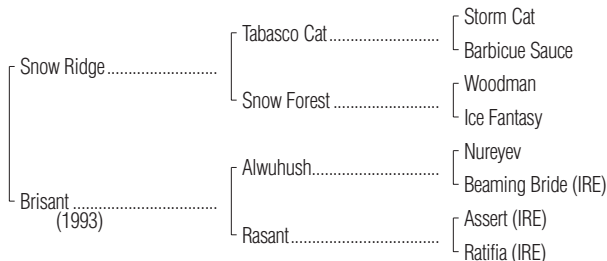 Storm Cat
Tabasco Cat
Barbicue Sauce
Snow Ridge
Woodman
Snow Forest
Ice Fantasy
Nureyev
Alwuhush
Beaming Bride (IRE)
Brisant
(1993)
Assert (IRE)
Rasant
Ratifia (IRE)